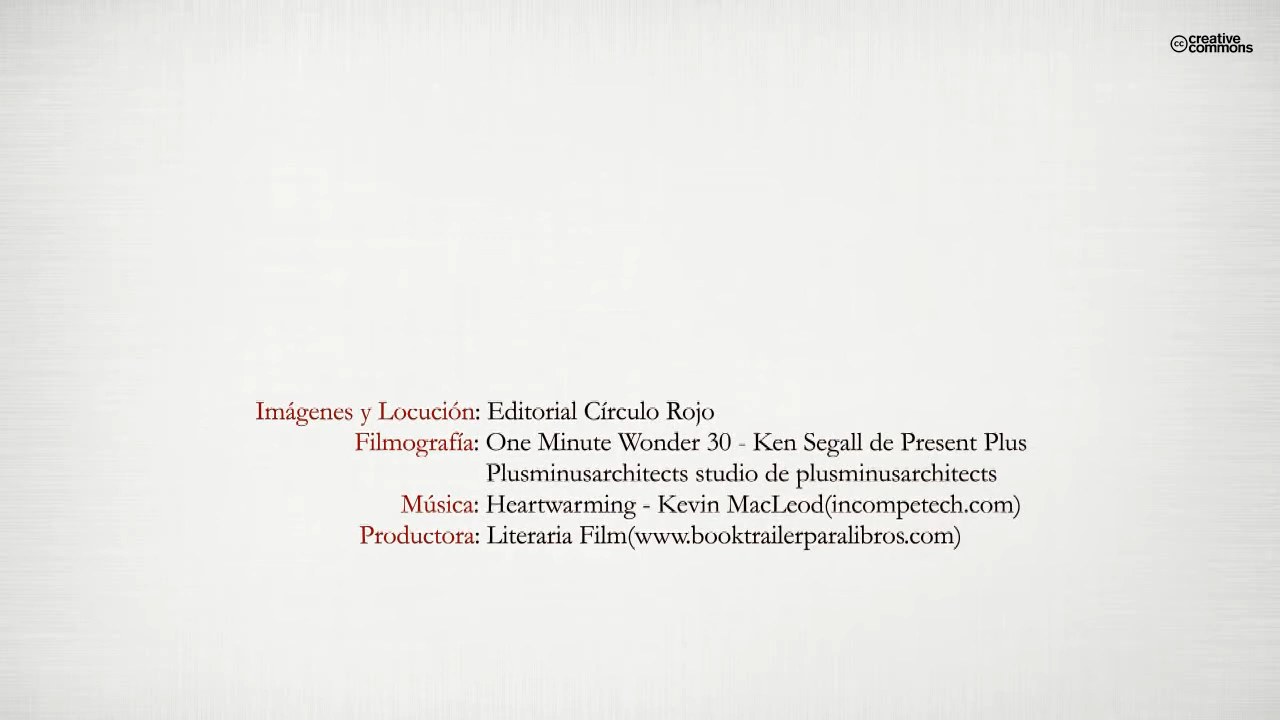 cc creative
commons
Imágenes y Locución: Editorial Círculo Rojo
Filmografía: One Minute Wonder 30 - Ken Segall de Present Plus
Plusminusarchitects studio de plusminusarchitects
Música: Heartwarming - Kevin MacLeod(incompetech.com)
Productora: Literaria Film(www.booktrailerparalibros.com)